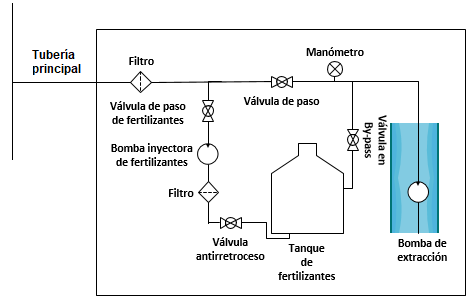 Tubería
principal
Filtro
Manómetro
Válvula de paso
de fertilizantes
Válvula de paso
Válvula en
By-pass
Bomba inyectora
de fertilizantes
Filtro
Válvula
antirretroceso
Tanque
de
fertilizantes
Bomba de
extracción